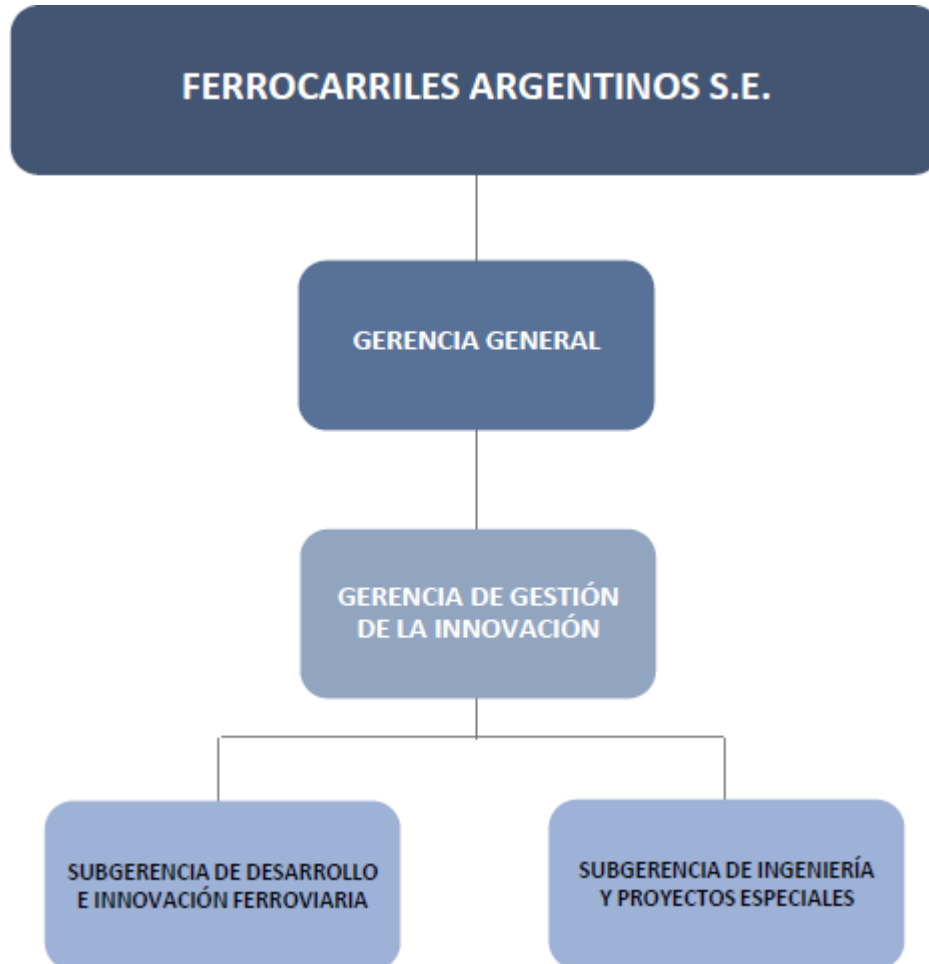 FERROCARRILES ARGENTINOS S.E.
GERENCIA GENERAL
GERENCIA DE GESTIÓN
DE LA INNOVACIÓN
SUBGERENCIA DE DESARROLLO
E INNOVACIÓN FERROVIARIA
SUBGERENCIA DE INGENIERÍA
Y PROYECTOS ESPECIALES